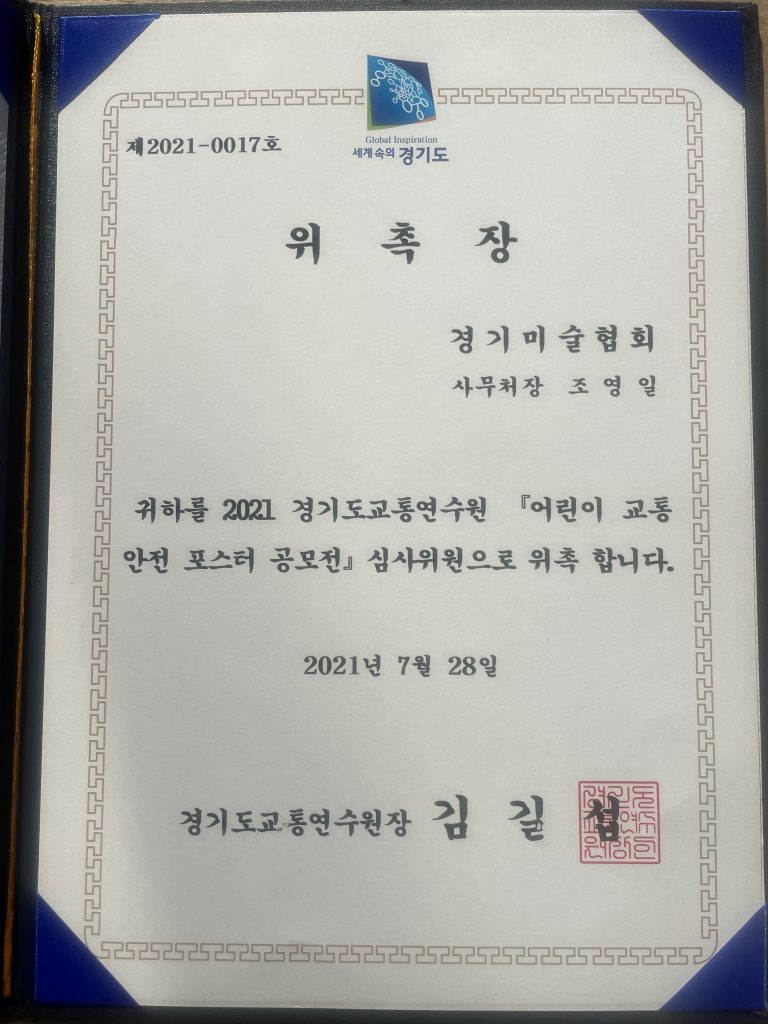 제2021-0017호
Global Inspiration
세계 속의 경기도
위 촉 장
경기미술협회
사무처장 조 영 일
귀하를 2021 경기도교통연수원 『어린이 교통
안전 포스터 공모전』 심사위원으로 위촉 합니다.
2021년 7월 28일
경기도교통연수원장 김 길 섭